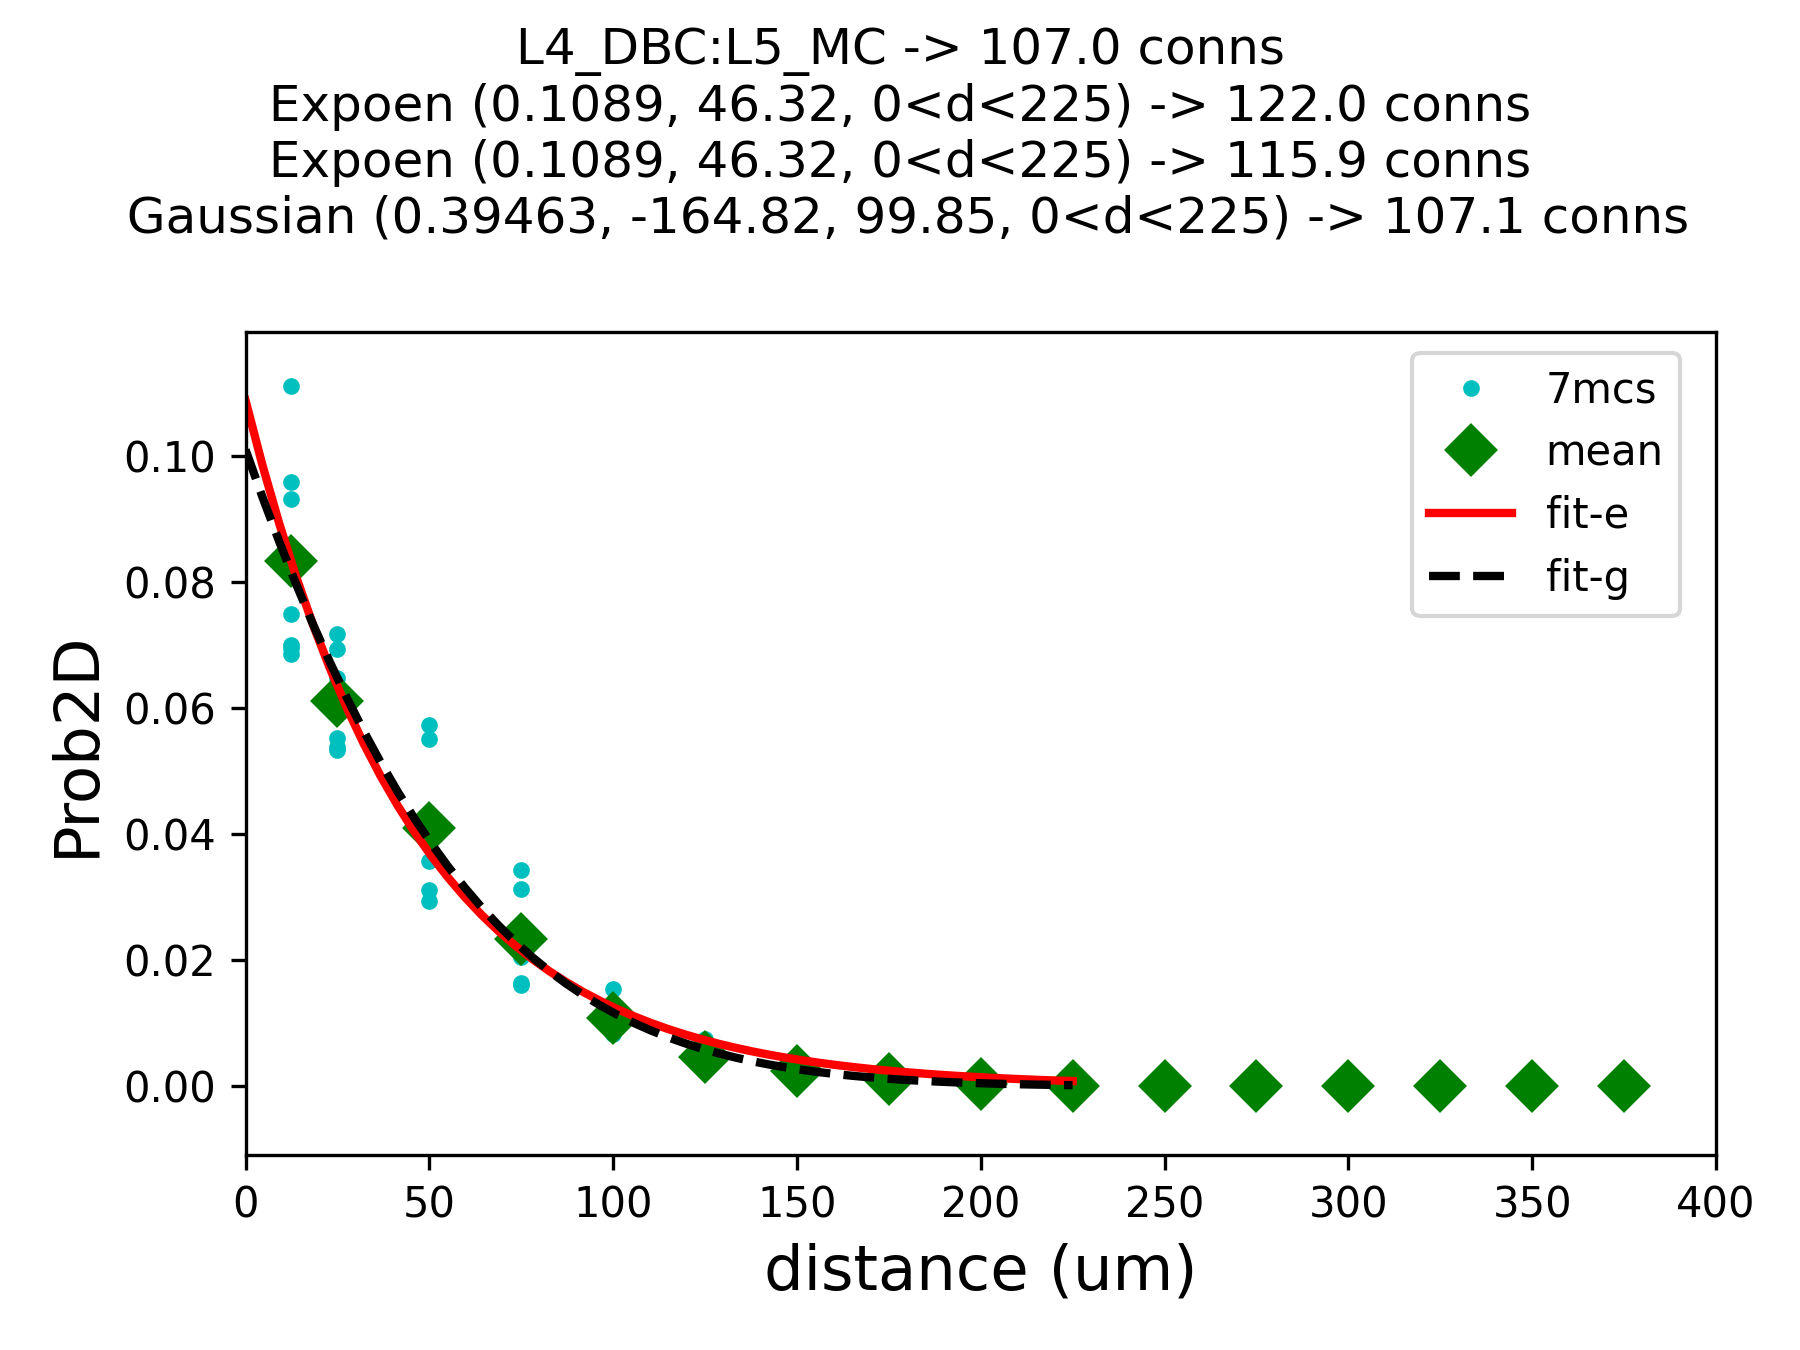 L4_DBC:L5_MC -> 107.0 conns
Expoen (0.1089, 46.32, 0<d<225) -> 122.0 conns
Expoen (0.1089, 46.32, 0<d<225) -> 115.9 conns
Gaussian (0.39463, -164.82, 99.85, 0<d<225) -> 107.1 conns
7mcs
mean
fit-e
fit-g
Prob2D
0.10
0.08
0.06
0.04
0.02
0.00
0 50 100 150 200 250 300 350 400
distance (um)